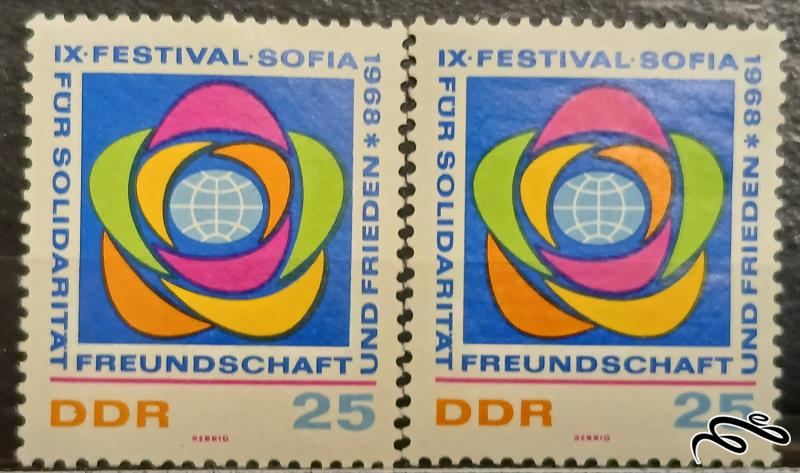 IX·FESTIVAL·SOFIA
1968 *
FÜR SOLIDARITÄT
FREUNDSCHAFT
UND FRIEDEN
DDR 25
IX·FESTIVAL·SOFIA
1968 *
FÜR SOLIDARITÄT
FREUNDSCHAFT
UND FRIEDEN
DDR 25